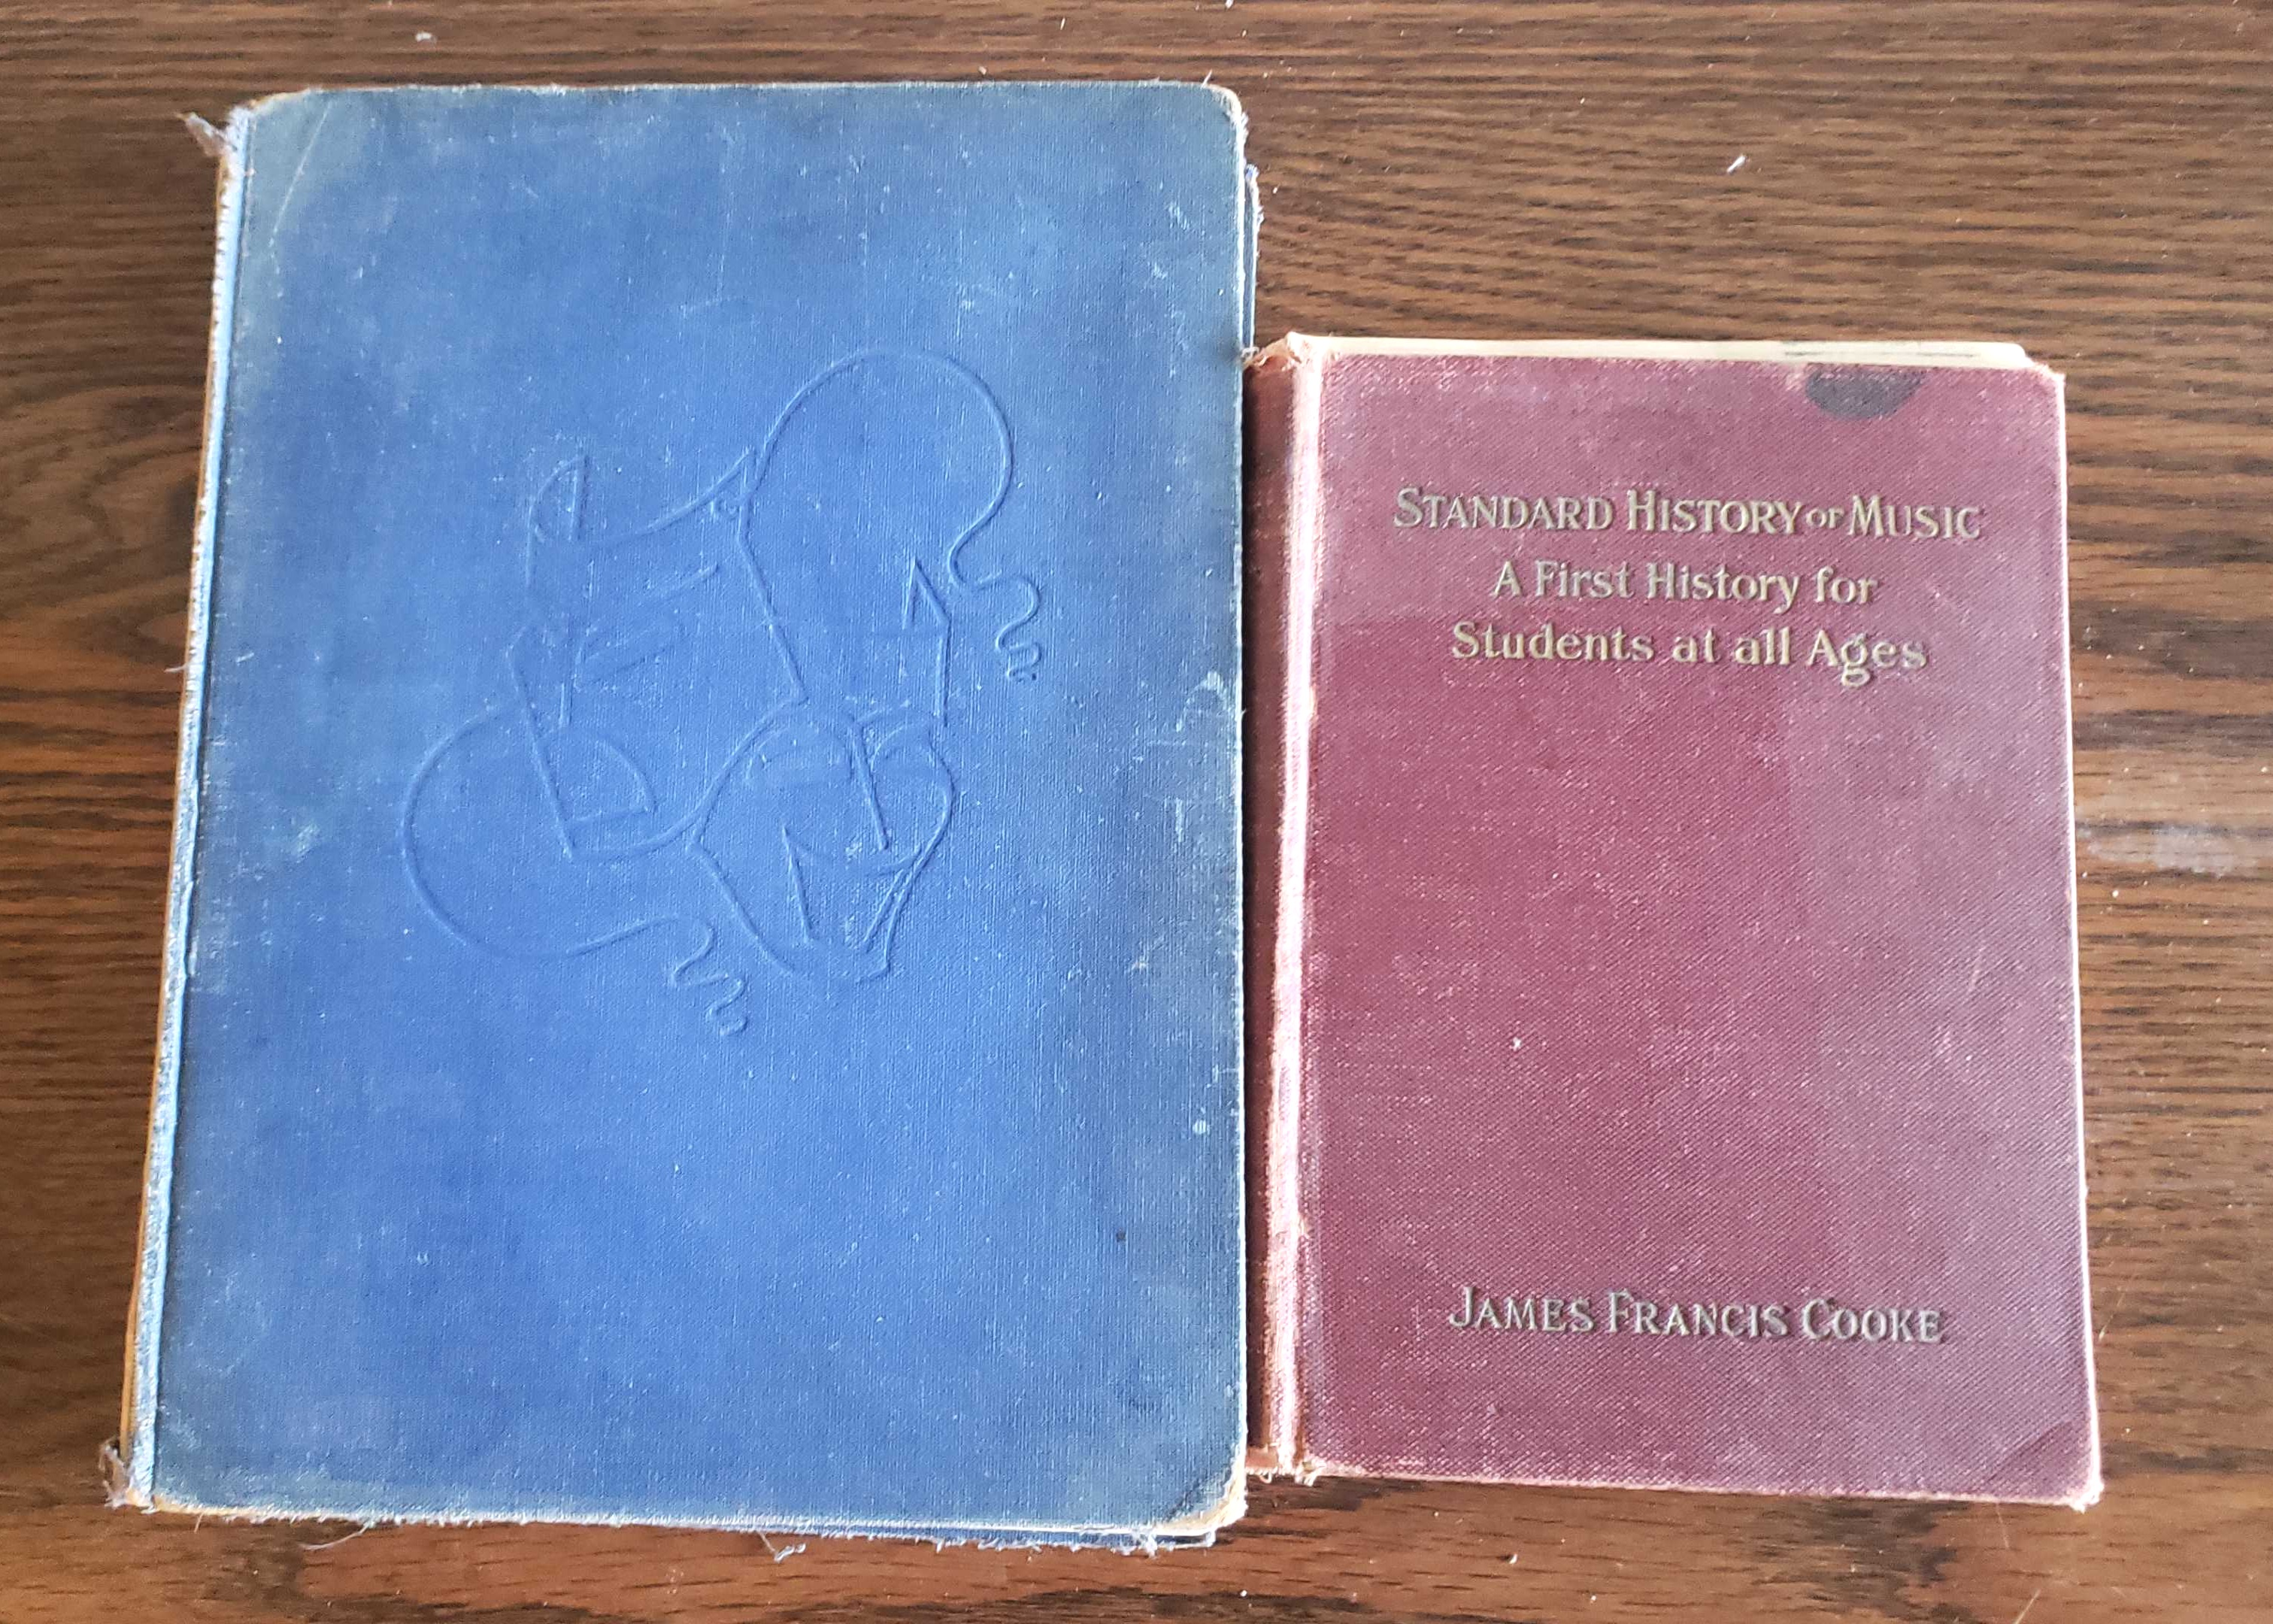 STANDARD HISTORY OF MUSIC
A First History for
Students at all Ages
JAMES FRANCIS COOKE